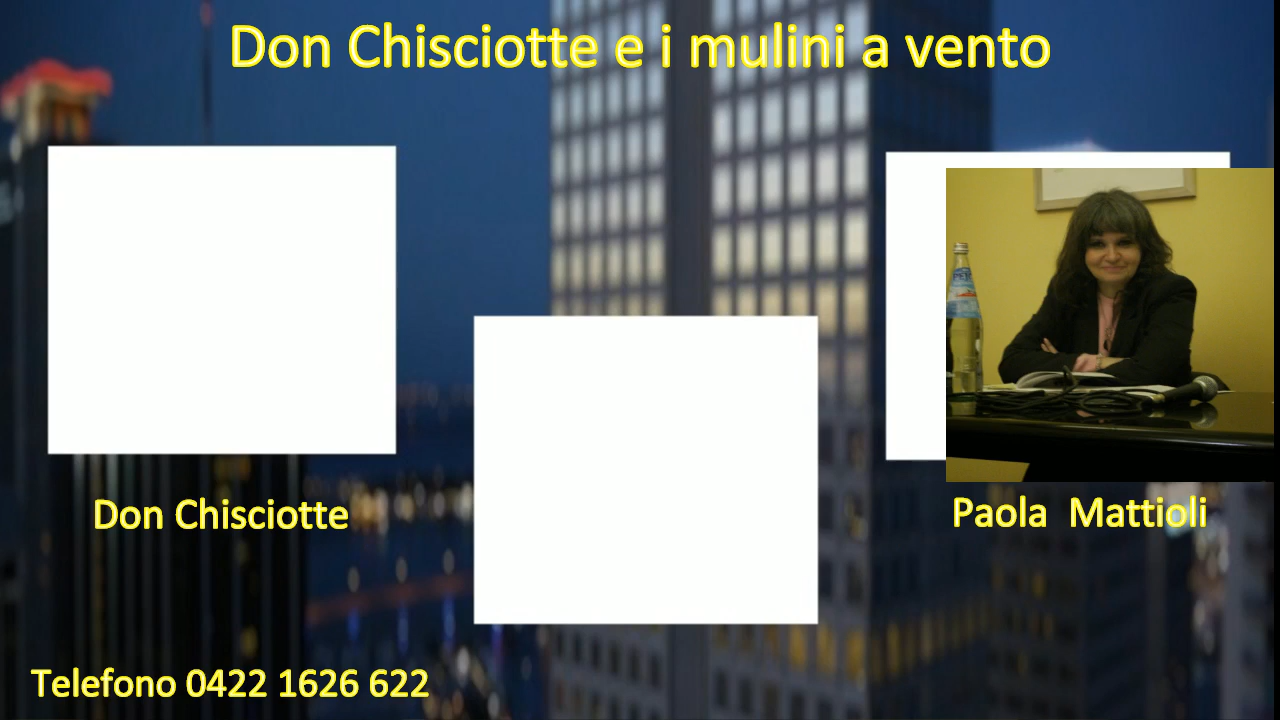 Don Chisciotte e i mulini a vento
Don Chisciotte
Paola Mattioli
Telefono 0422 1626 622